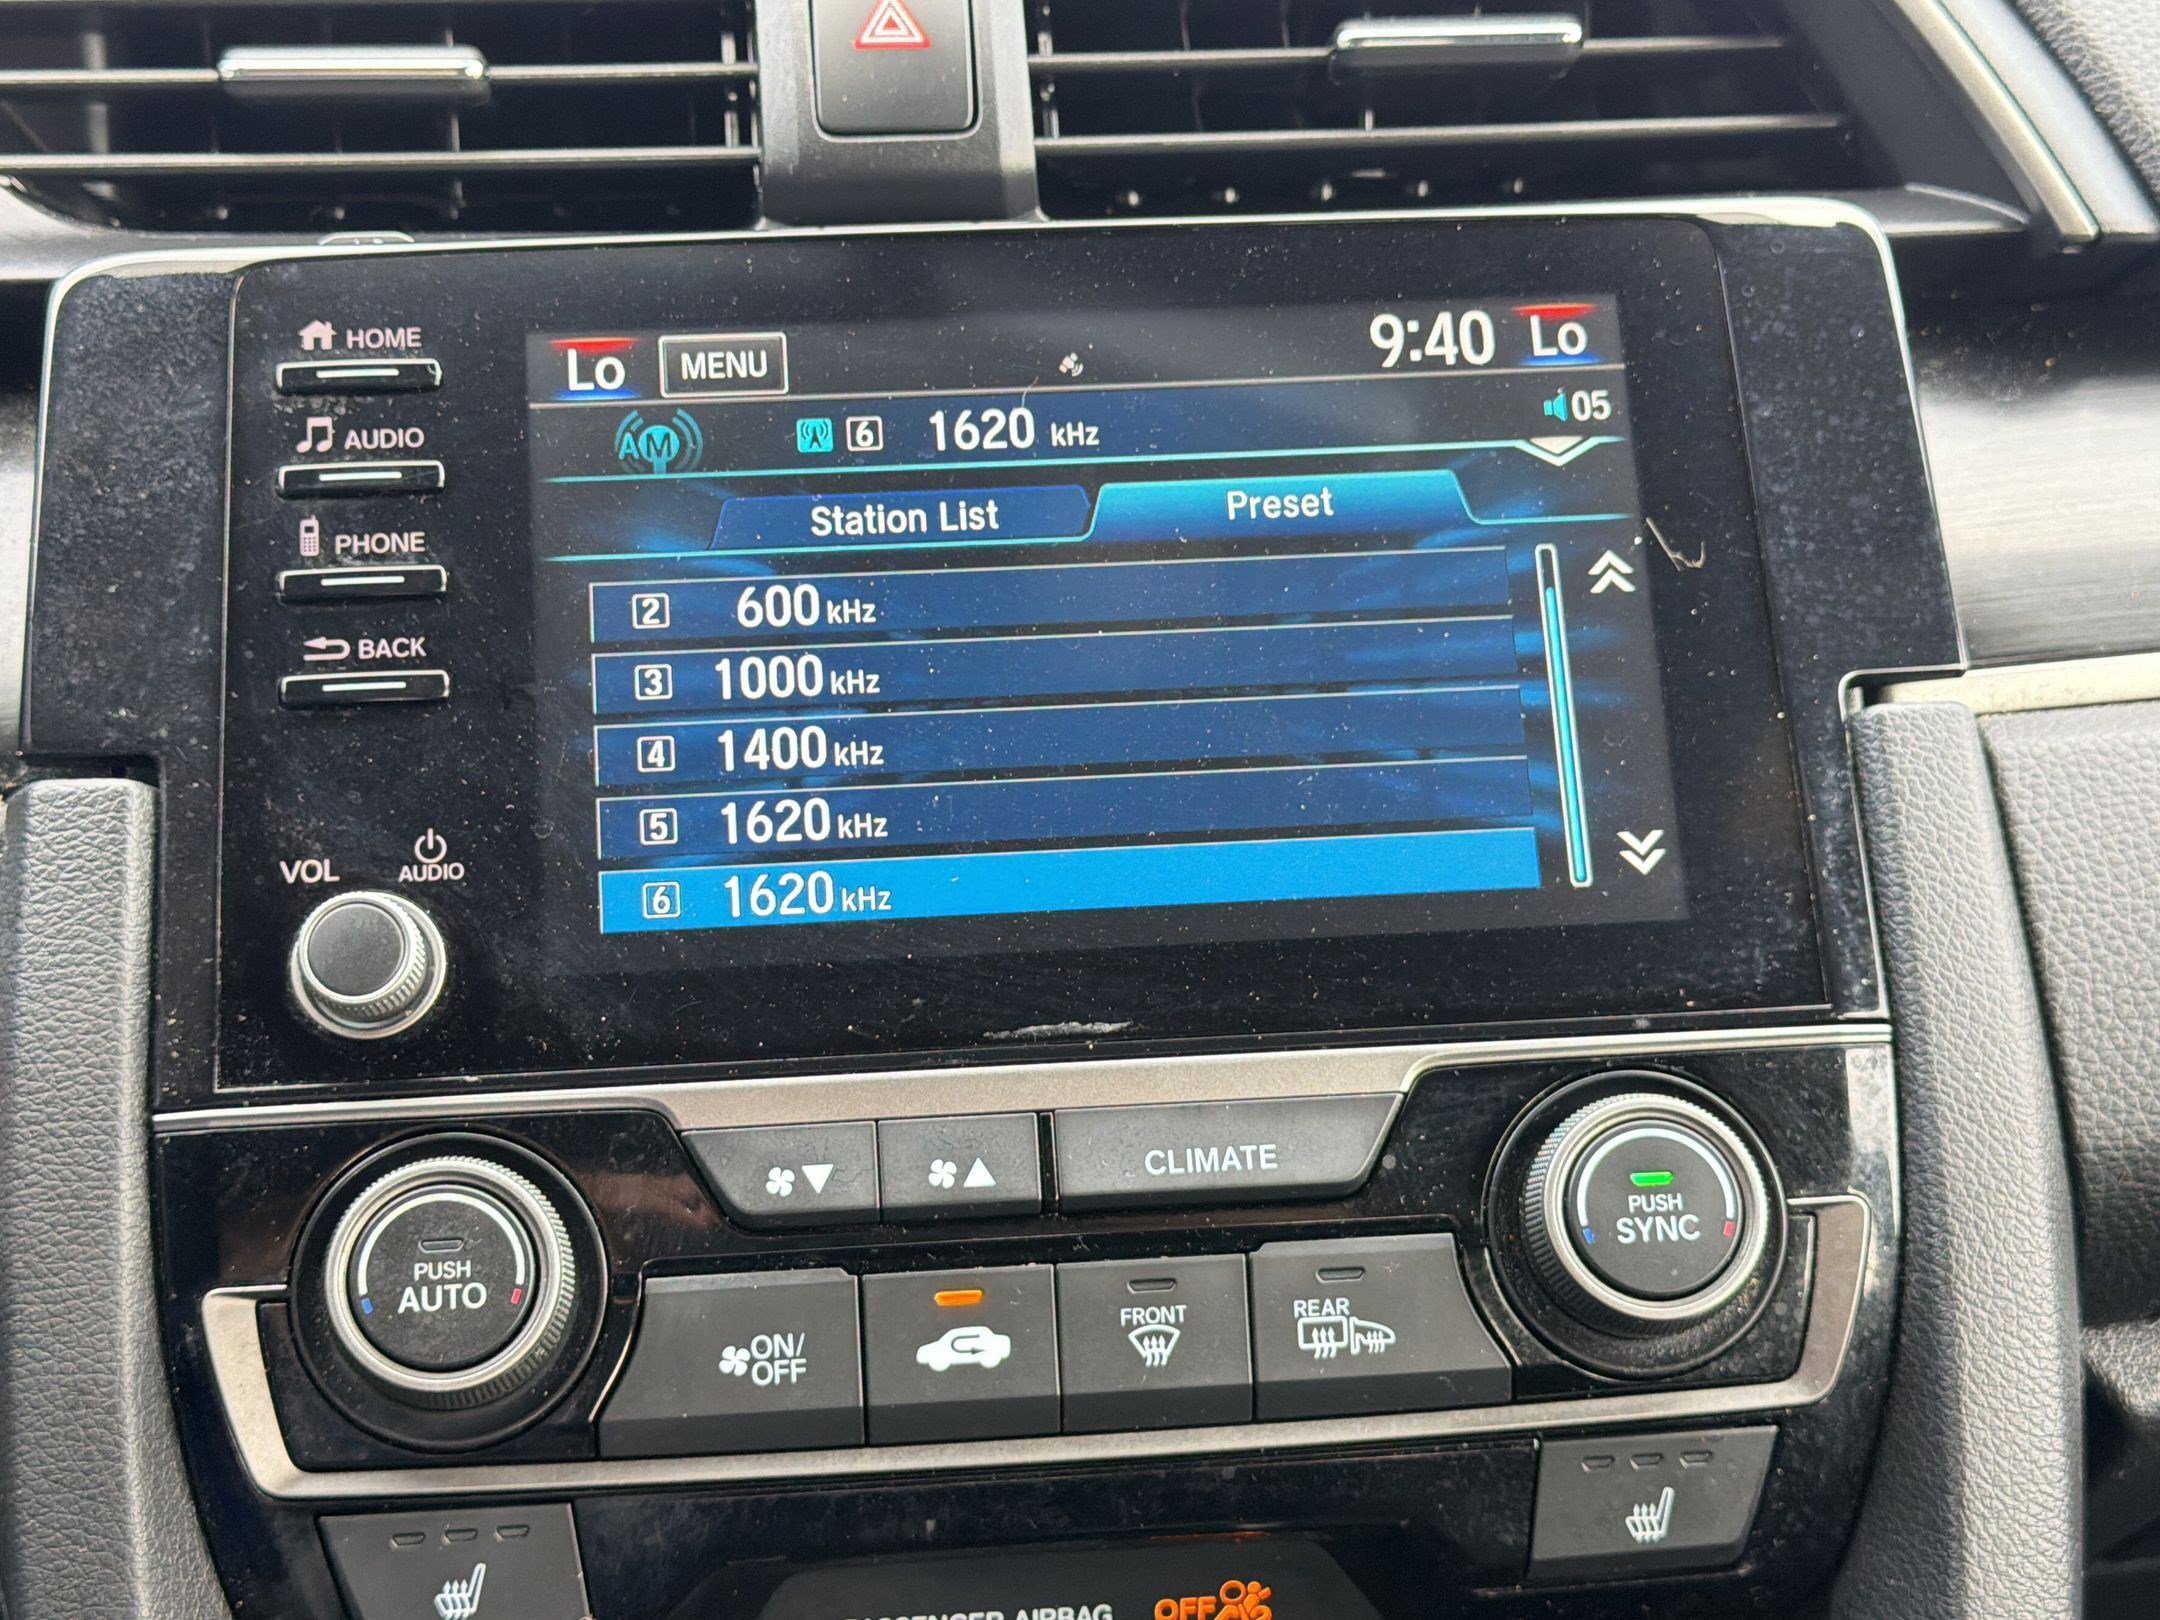 HOME
AUDIO
PHONE
BACK
VOL AUDIO
Lo MENU 9:40 Lo
AM 6 1620 kHz 05
Station List Preset
2 600 kHz
3 1000 kHz
4 1400 kHz
5 1620 kHz
6 1620 kHz
CLIMATE
PUSH
AUTO
PUSH
SYNC
ON/
OFF
FRONT
REAR
PASSENGER AIRBAG OFF